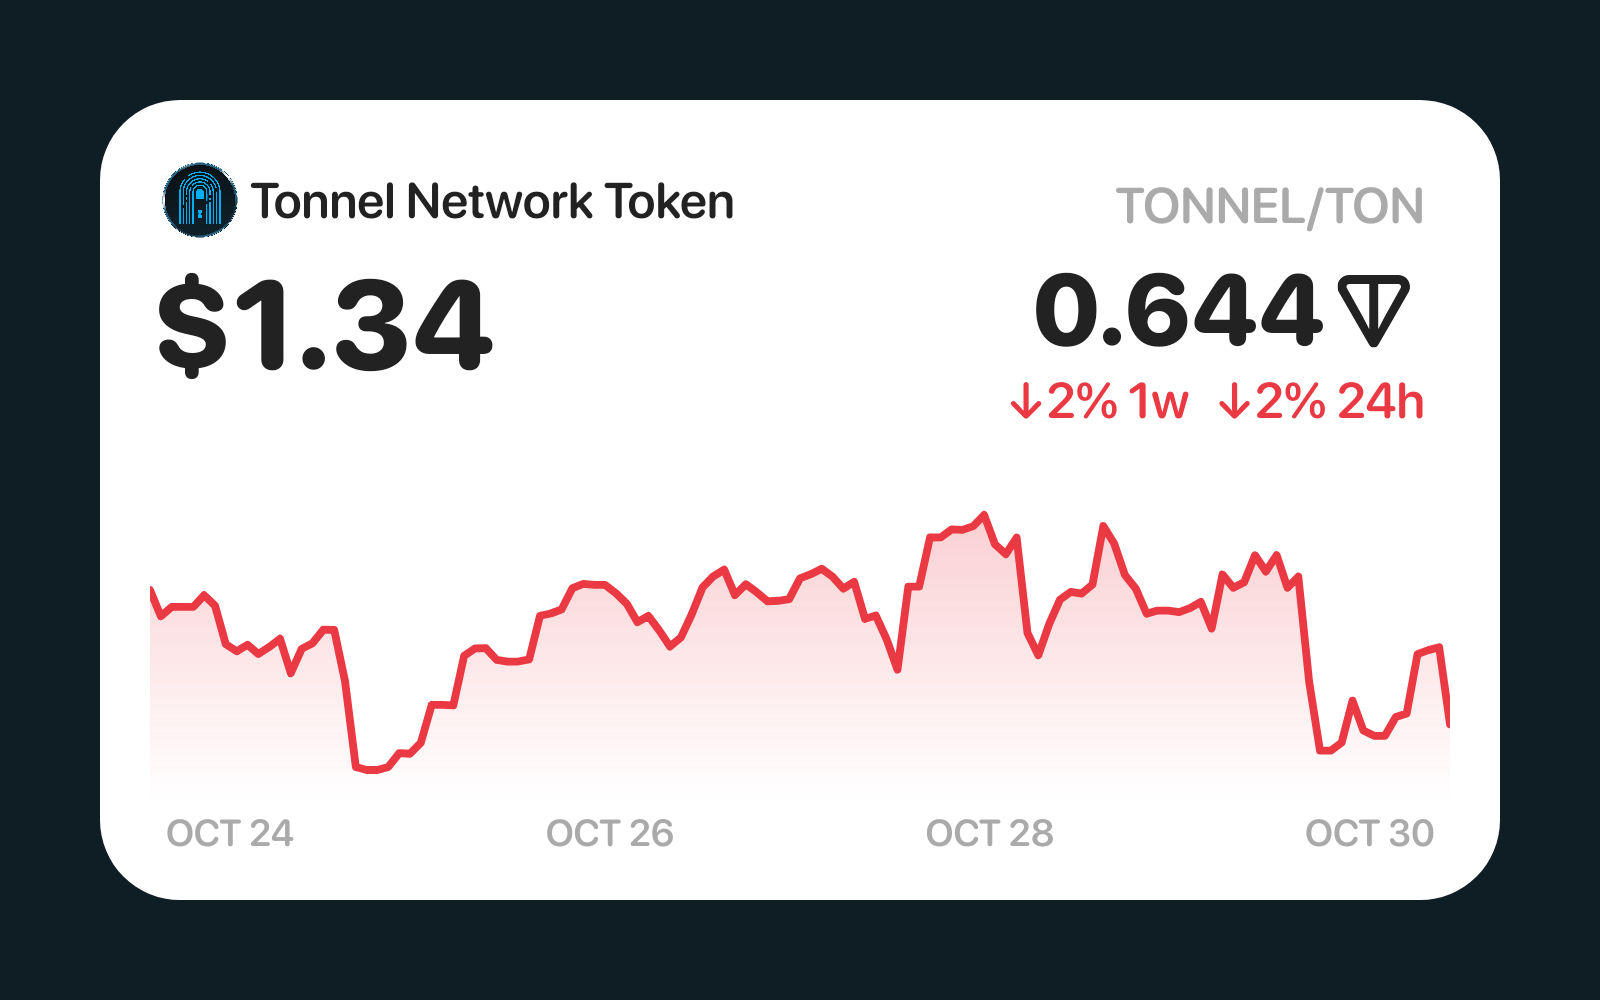 Tonnel Network Token
TONNEL/TON
$1.34
0.644
↓2% 1w ↓2% 24h
OCT 24 OCT 26 OCT 28 OCT 30